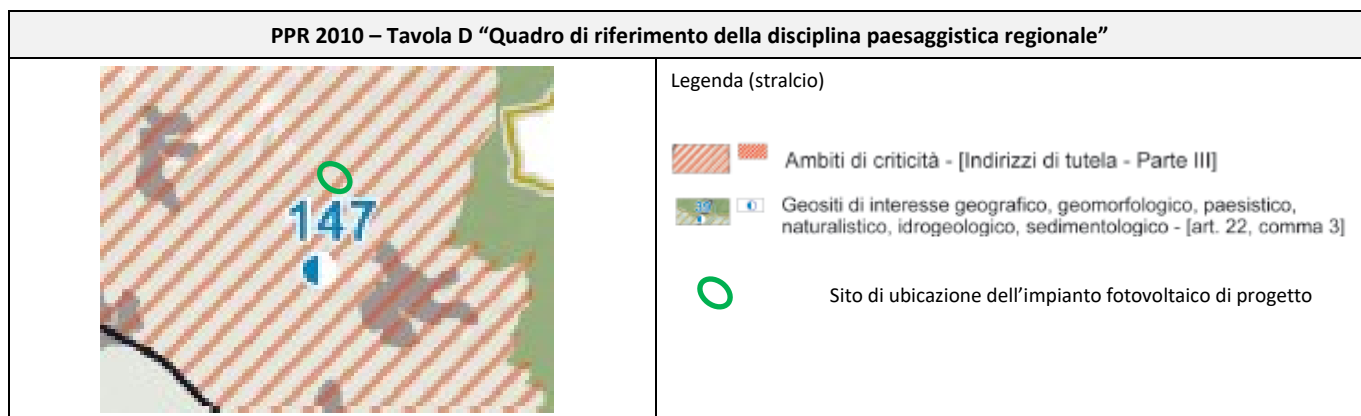 PPR 2010 – Tavola D “Quadro di riferimento della disciplina paesaggistica regionale”
147
Legenda (stralcio)
Ambiti di criticità - [Indirizzi di tutela - Parte III]
Geositi di interesse geografico, geomorfologico, paesistico,
naturalistico, idrogeologico, sedimentologico - [art. 22, comma 3]
Sito di ubicazione dell’impianto fotovoltaico di progetto